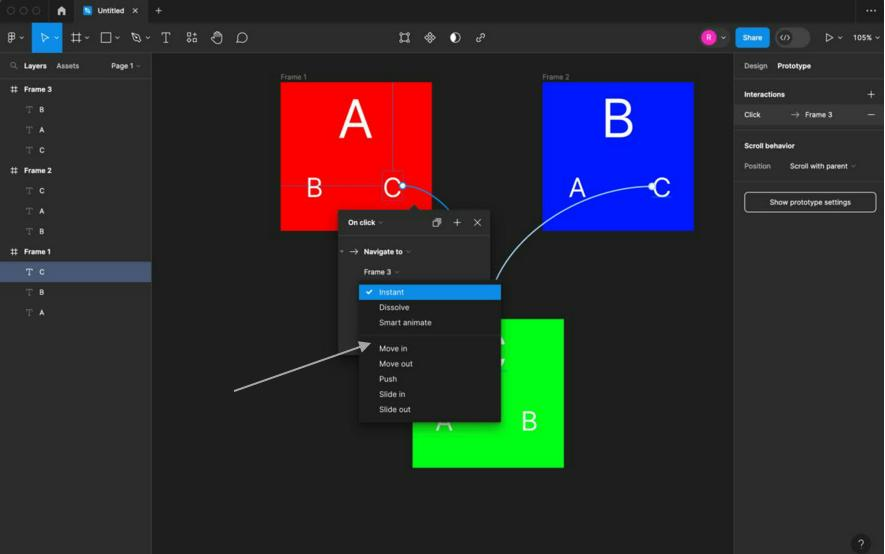 Untitled
R
Share
105%
Layers Assets Page 1
Frame 3
B
A
C
Frame 2
C
A
B
Frame 1
C
B
A
Frame 1
A
B C
Frame 2
B
A C
On click
Navigate to
Frame 3
Instant
Dissolve
Smart animate
Move in
Move out
Push
Slide in
Slide out
A B
Design Prototype
Interactions
Click → Frame 3
Scroll behavior
Position Scroll with parent
Show prototype settings
?